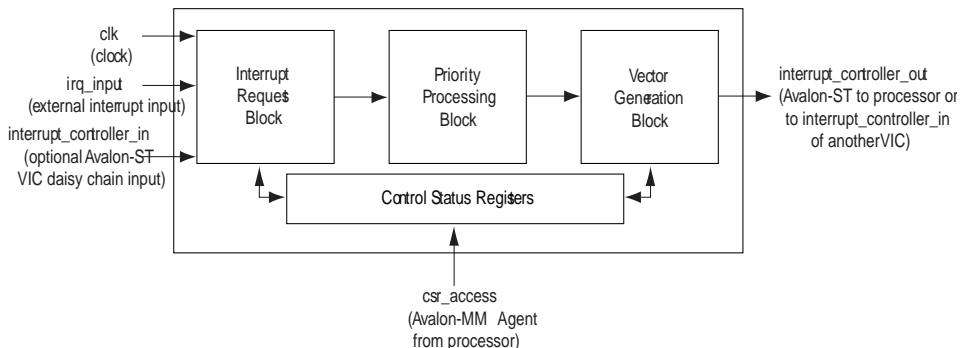 clk
(clock)
irq_input
(external interrupt input)
interrupt_controller_in
(optional Avalon-ST
VIC daisy chain input)
Interrupt
Request
Block
Priority
Processing
Block
Vector
Generation
Block
Control Status Registers
interrupt_controller_out
(Avalon-ST to processor or
to interrupt_controller_in
of another VIC)
csr_access
(Avalon-MM Agent
from processor)